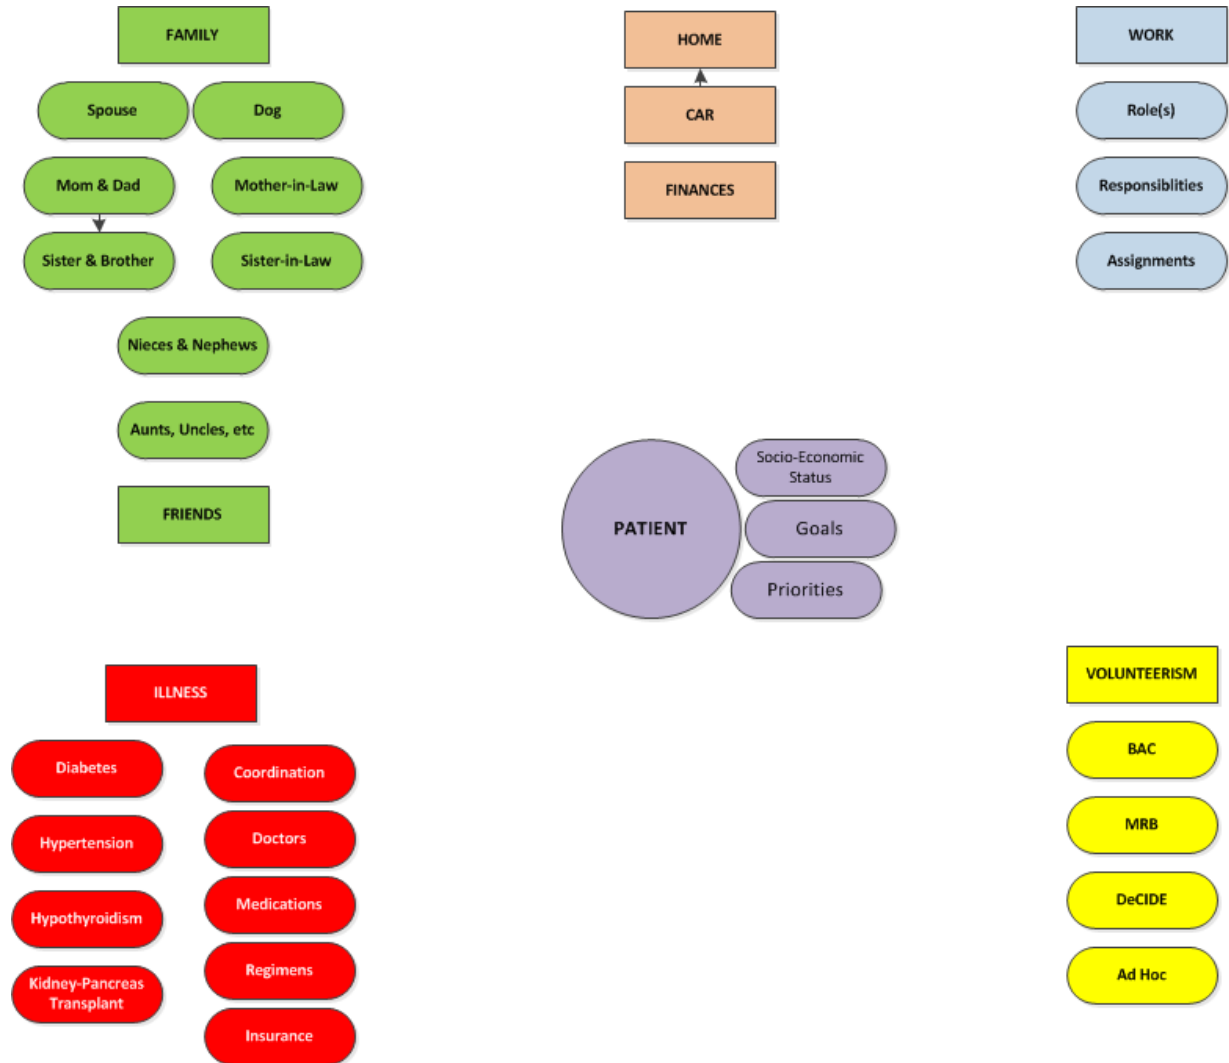 FAMILY
Spouse
Dog
Mom & Dad
Mother-in-Law
Sister & Brother
Sister-in-Law
Nieces & Nephews
Aunts, Uncles, etc
FRIENDS
HOME
CAR
FINANCES
WORK
Role(s)
Responsiblities
Assignments
PATIENT
Socio-Economic
Status
Goals
Priorities
ILLNESS
Diabetes
Hypertension
Hypothyroidism
Kidney-Pancreas
Transplant
Coordination
Doctors
Medications
Regimens
Insurance
VOLUNTEERISM
BAC
MRB
DeCIDE
Ad Hoc